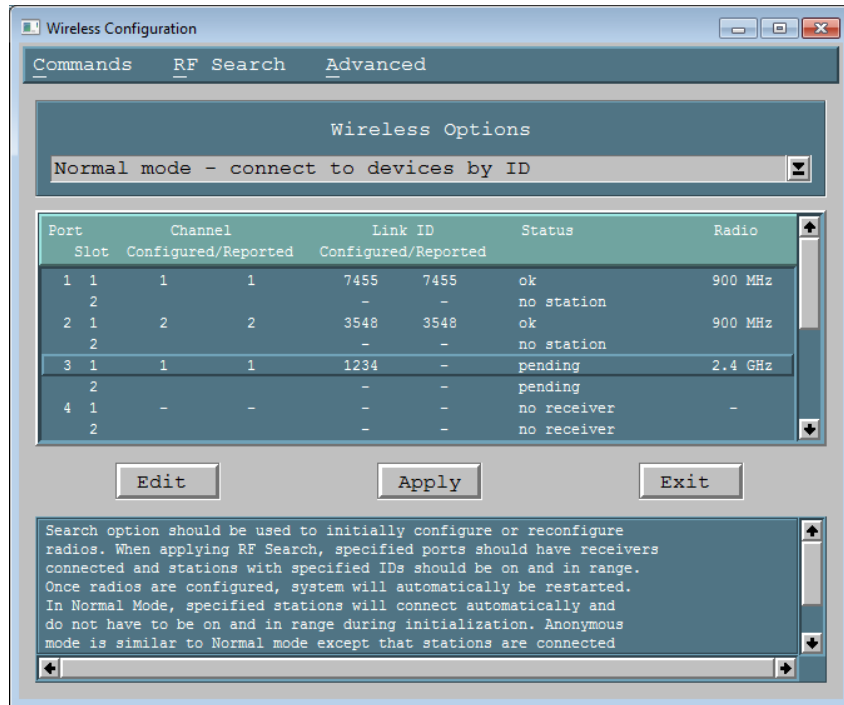 Wireless Configuration
Commands RF Search Advanced
Wireless Options
Normal mode - connect to devices by ID
Port Channel Link ID Status Radio
Slot Configured/Reported Configured/Reported
1 1 1 1 7455 7455 ok 900 MHz
2 - - no station
2 1 2 2 3548 3548 ok 900 MHz
2 - - no station
3 1 1 1 1234 - pending 2.4 GHz
2 - - pending
4 1 - - - - no receiver -
2 - - no receiver
Edit Apply Exit
Search option should be used to initially configure or reconfigure
radios. When applying RF Search, specified ports should have receivers
connected and stations with specified IDs should be on and in range.
Once radios are configured, system will automatically be restarted.
In Normal Mode, specified stations will connect automatically and
do not have to be on and in range during initialization. Anonymous
mode is similar to Normal mode except that stations are connected